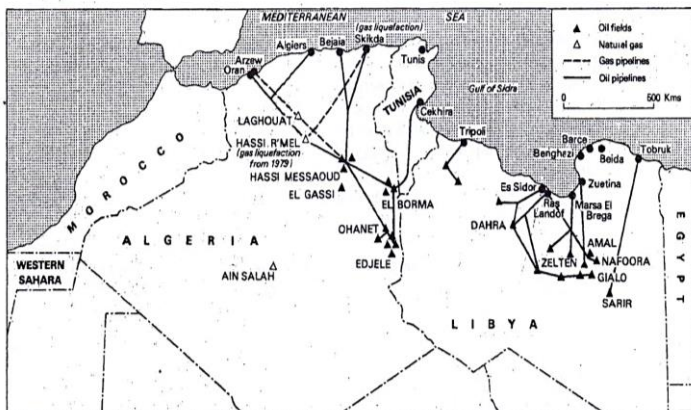 MEDITERRANEAN SEA
(gas liquefaction)
Skikda
Algiers
Bejaia
Arzew
Oran
Tunis
TUNISIA
Cekhira
Gulf of Sidra
Tripoli
▲ Oil fields
△ Natural gas
Gas pipelines
Oil pipelines
0 500 Kms
LAGHOUAT
HASSI. R'MEL
(gas liquefaction
from 1979)
HASSI MESSAOUD
EL GASSI
EL BORMA
OHANET
EDJELE
AIN SALAH
MOROCCO
ALGERIA
WESTERN
SAHARA
Barce
Benghrzi
Beida
Tobruk
Es Sidor
Ras
Lanouf
Zuetina
Marsa El
Brega
DAHRA
ZELTEN
AMAL
NAFOORA
GIALO
SARIR
LIBYA
EGYPT